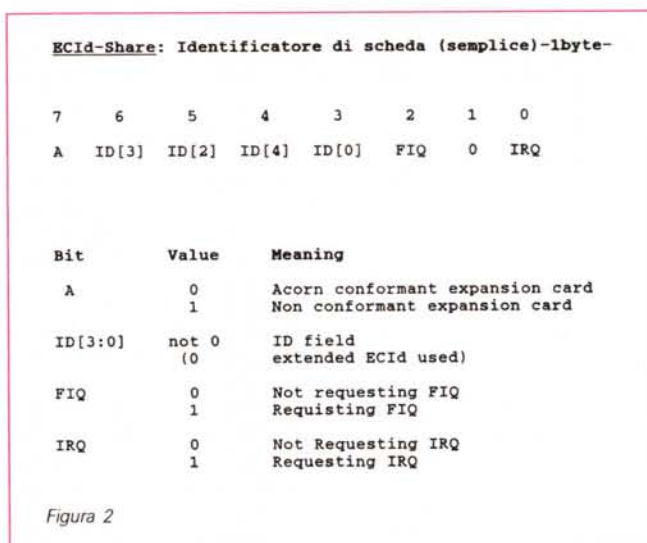 ECId-Share: Identificatore di scheda (semplice)-1byte-
7 6 5 4 3 2 1 0
A ID[3] ID[2] ID[4] ID[0] FIQ 0 IRQ
Bit Value Meaning
A 0 Acorn conformant expansion card
1 Non conformant expansion card
ID[3:0] not 0 ID field
(0 extended ECId used)
FIQ 0 Not requesting FIQ
1 Requisting FIQ
IRQ 0 Not Requesting IRQ
1 Requesting IRQ
Figura 2